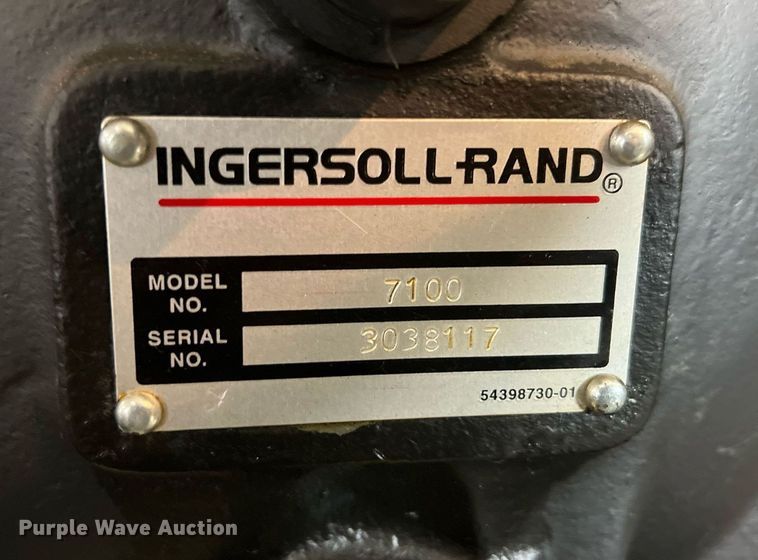 INGERSOLL-RAND®
MODEL NO. 7100
SERIAL NO. 3038117
54398730-01
Purple Wave Auction